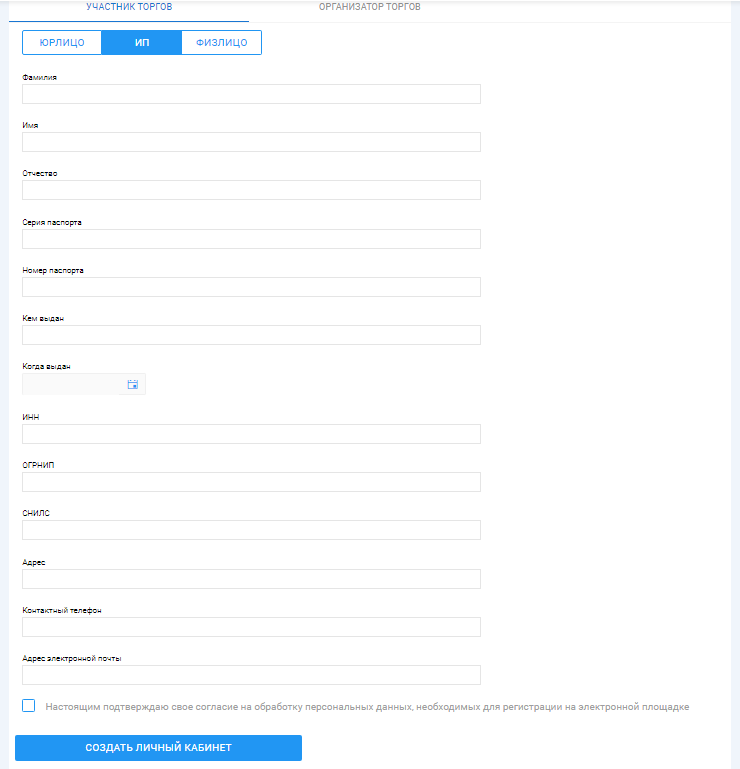 УЧАСТНИК ТОРГОВ ОРГАНИЗАТОР ТОРГОВ
ЮРЛИЦО ИП ФИЗЛИЦО
Фамилия
Имя
Отчество
Серия паспорта
Номер паспорта
Кем выдан
Когда выдан
ИНН
ОГРНИП
СНИЛС
Адрес
Контактный телефон
Адрес электронной почты
Настоящим подтверждаю свое согласие на обработку персональных данных, необходимых для регистрации на электронной площадке
СОЗДАТЬ ЛИЧНЫЙ КАБИНЕТ